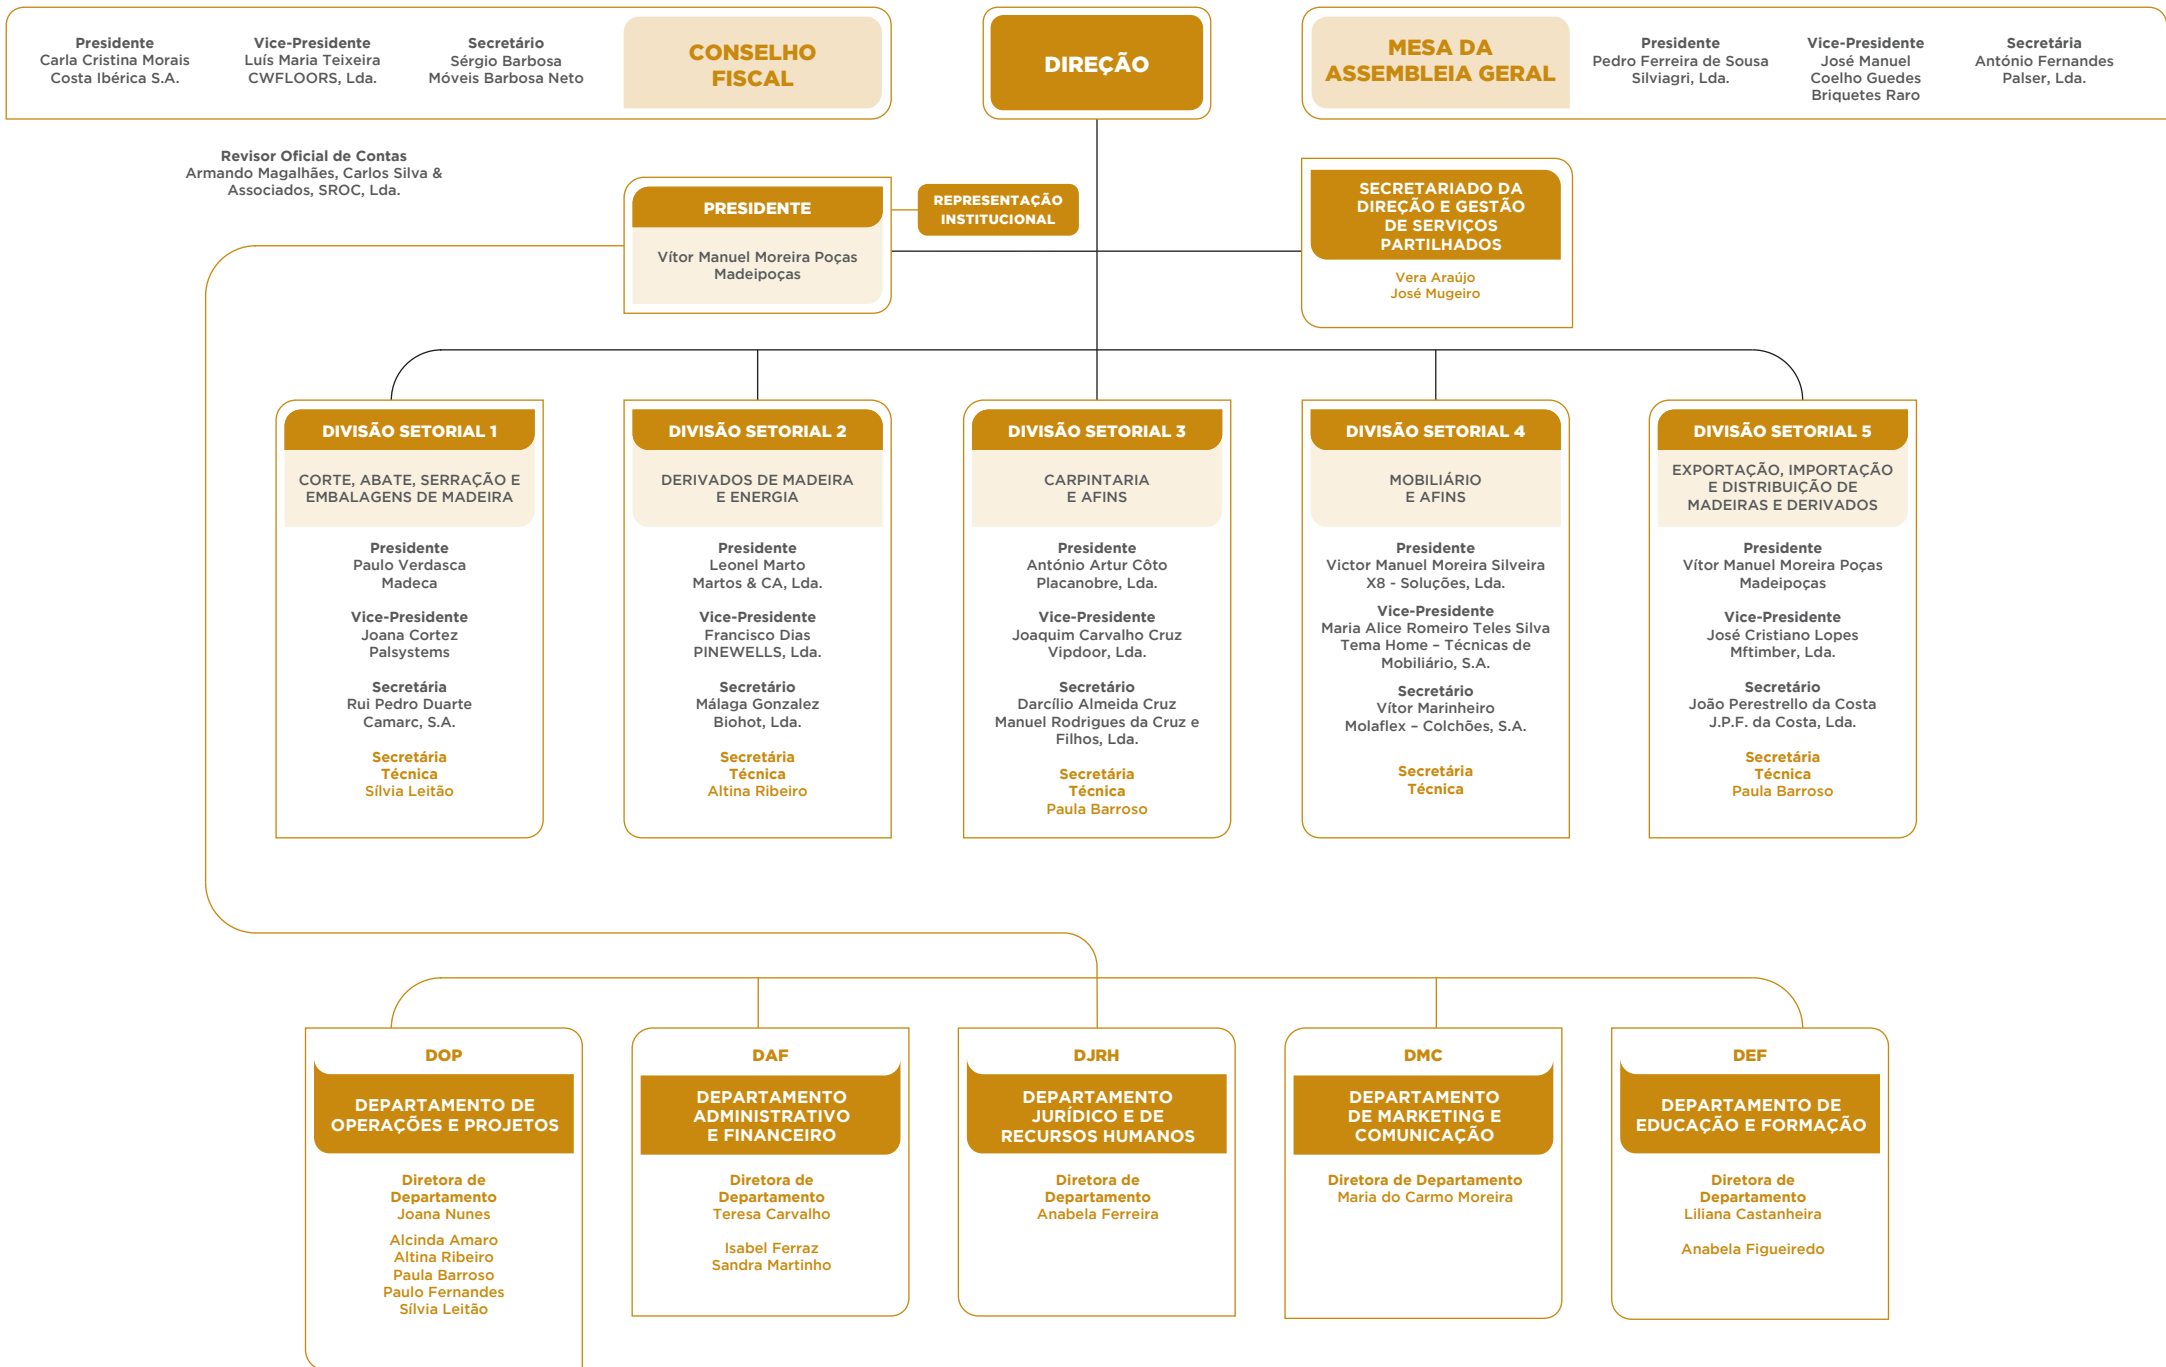 Presidente
Carla Cristina Morais
Costa Ibérica S.A.
Vice-Presidente
Luís Maria Teixeira
CWFLOORS, Lda.
Secretário
Sérgio Barbosa
Móveis Barbosa Neto
CONSELHO
FISCAL
DIREÇÃO
MESA DA
ASSEMBLEIA GERAL
Presidente
Pedro Ferreira de Sousa
Silviagri, Lda.
Vice-Presidente
José Manuel
Coelho Guedes
Briquetes Raro
Secretária
António Fernandes
Palser, Lda.
Revisor Oficial de Contas
Armando Magalhães, Carlos Silva &
Associados, SROC, Lda.
PRESIDENTE
Vítor Manuel Moreira Poças
Madeipoças
REPRESENTAÇÃO
INSTITUCIONAL
SECRETARIADO DA
DIREÇÃO E GESTÃO
DE SERVIÇOS
PARTILHADOS
Vera Araújo
José Mugeiro
DIVISÃO SETORIAL 1
CORTE, ABATE, SERRAÇÃO E
EMBALAGENS DE MADEIRA
Presidente
Paulo Verdasca
Madeca
Vice-Presidente
Joana Cortez
Palsystems
Secretária
Rui Pedro Duarte
Camarc, S.A.
Secretária
Técnica
Sílvia Leitão
DIVISÃO SETORIAL 2
DERIVADOS DE MADEIRA
E ENERGIA
Presidente
Leonel Marto
Martos & CA, Lda.
Vice-Presidente
Francisco Dias
PINEWELLS, Lda.
Secretário
Málaga Gonzalez
Biohot, Lda.
Secretária
Técnica
Altina Ribeiro
DIVISÃO SETORIAL 3
CARPINTARIA
E AFINS
Presidente
António Artur Côto
Placanobre, Lda.
Vice-Presidente
Joaquim Carvalho Cruz
Vipdoor, Lda.
Secretário
Darcílio Almeida Cruz
Manuel Rodrigues da Cruz e
Filhos, Lda.
Secretária
Técnica
Paula Barroso
DIVISÃO SETORIAL 4
MOBILIÁRIO
E AFINS
Presidente
Victor Manuel Moreira Silveira
X8 - Soluções, Lda.
Vice-Presidente
Maria Alice Romeiro Teles Silva
Tema Home – Técnicas de
Mobiliário, S.A.
Secretário
Vítor Marinheiro
Molaflex – Colchões, S.A.
Secretária
Técnica
DIVISÃO SETORIAL 5
EXPORTAÇÃO, IMPORTAÇÃO
E DISTRIBUIÇÃO DE
MADEIRAS E DERIVADOS
Presidente
Vítor Manuel Moreira Poças
Madeipoças
Vice-Presidente
José Cristiano Lopes
Mftimber, Lda.
Secretário
João Perestrello da Costa
J.P.F. da Costa, Lda.
Secretária
Técnica
Paula Barroso
DOP
DEPARTAMENTO DE
OPERAÇÕES E PROJETOS
Diretora de
Departamento
Joana Nunes
Alcinda Amaro
Altina Ribeiro
Paula Barroso
Paulo Fernandes
Sílvia Leitão
DAF
DEPARTAMENTO
ADMINISTRATIVO
E FINANCEIRO
Diretora de
Departamento
Teresa Carvalho
Isabel Ferraz
Sandra Martinho
DJRH
DEPARTAMENTO
JURÍDICO E DE
RECURSOS HUMANOS
Diretora de
Departamento
Anabela Ferreira
DMC
DEPARTAMENTO
DE MARKETING E
COMUNICAÇÃO
Diretora de Departamento
Maria do Carmo Moreira
DEF
DEPARTAMENTO DE
EDUCAÇÃO E FORMAÇÃO
Diretora de
Departamento
Liliana Castanheira
Anabela Figueiredo